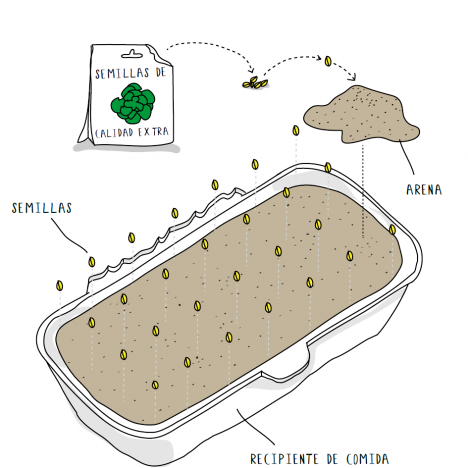 SEMILLAS DE
CALIDAD EXTRA
ARENA
SEMILLAS
RECIPIENTE DE COMIDA